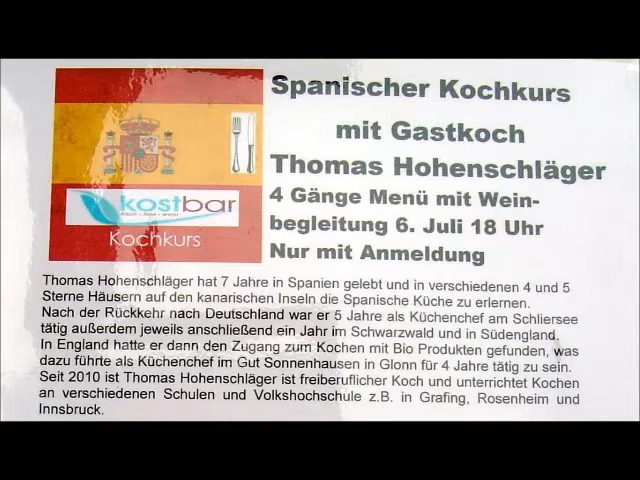 Spanischer Kochkurs
mit Gastkoch
Thomas Hohenschläger
4 Gänge Menü mit Wein-
begleitung 6. Juli 18 Uhr
Nur mit Anmeldung
kostbar
Kochkurs
Thomas Hohenschläger hat 7 Jahre in Spanien gelebt und in verschiedenen 4 und 5
Sterne Häusern auf den kanarischen Inseln die Spanische Küche zu erlernen.
Nach der Rückkehr nach Deutschland war er 5 Jahre als Küchenchef am Schliersee
tätig außerdem jeweils anschließend ein Jahr im Schwarzwald und in Südengland.
In England hatte er dann den Zugang zum Kochen mit Bio Produkten gefunden, was
dazu führte als Küchenchef im Gut Sonnenhausen in Glonn für 4 Jahre tätig zu sein.
Seit 2010 ist Thomas Hohenschläger ist freiberuflicher Koch und unterrichtet Kochen
an verschiedenen Schulen und Volkshochschule z.B. in Grafing, Rosenheim und
Innsbruck.